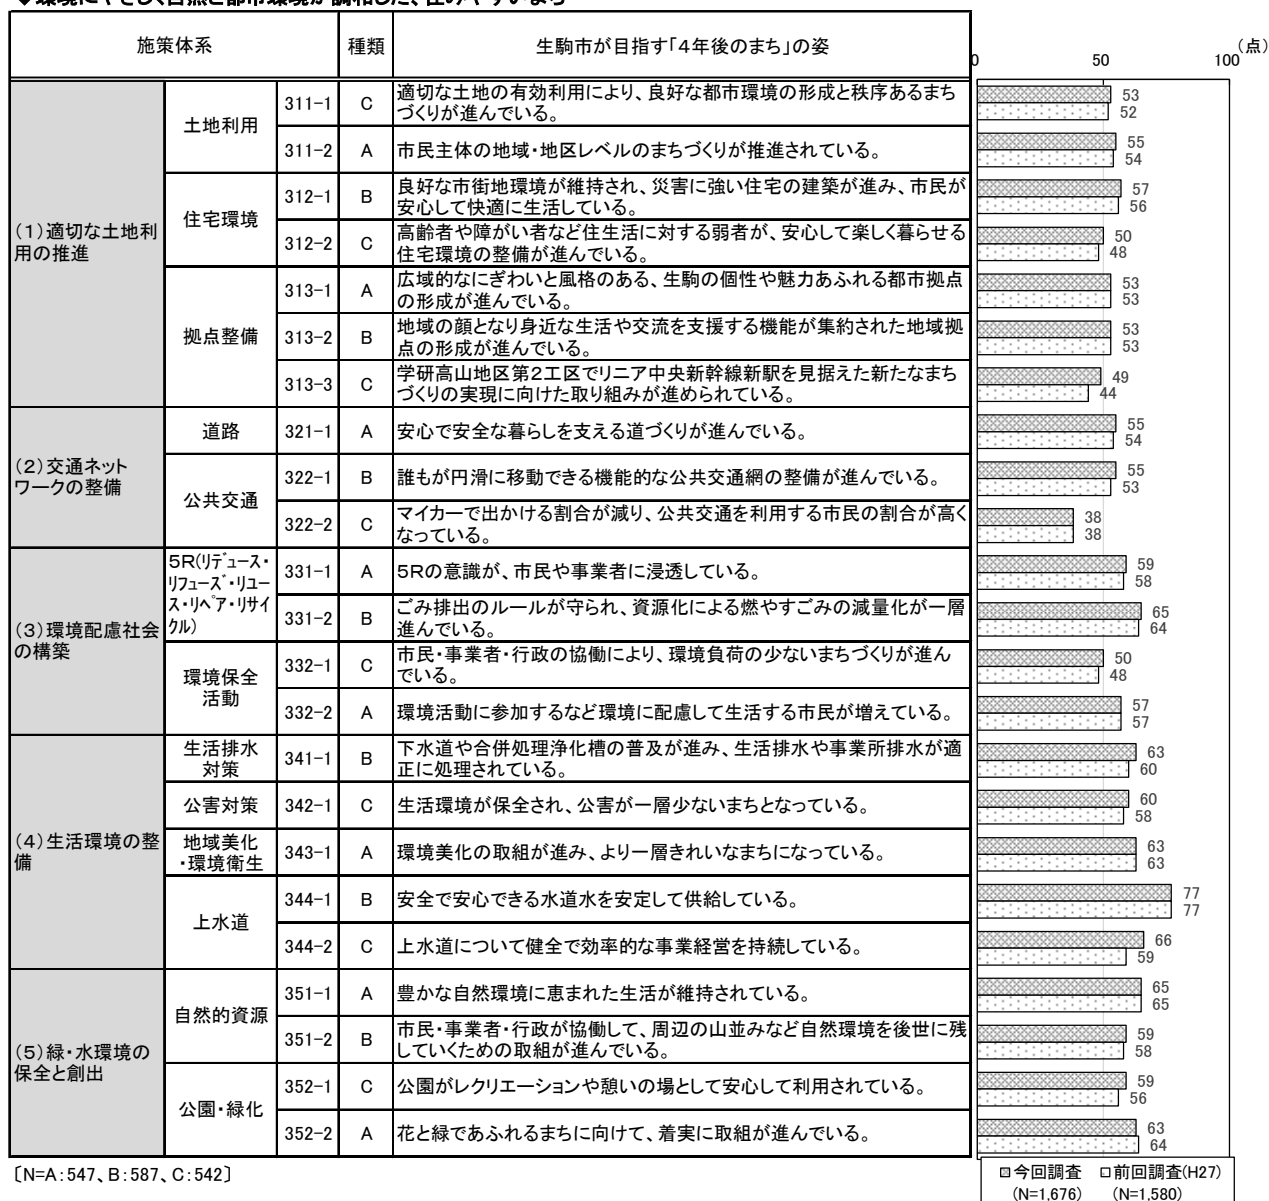 ◆環境にやさしく自然と都市環境が調和した、住みやすいまち
施策体系 種類 生駒市が目指す「4年後のまち」の姿
0 50 100 (点)
(1)適切な土地利
用の推進
土地利用
311-1 C 適切な土地の有効利用により、良好な都市環境の形成と秩序あるまち
づくりが進んでいる。
53
52
311-2 A 市民主体の地域・地区レベルのまちづくりが推進されている。
55
54
住宅環境
312-1 B 良好な市街地環境が維持され、災害に強い住宅の建築が進み、市民が
安心して快適に生活している。
57
56
312-2 C 高齢者や障がい者など住生活に対する弱者が、安心して楽しく暮らせる
住宅環境の整備が進んでいる。
50
48
拠点整備
313-1 A 広域的なにぎわいと風格のある、生駒の個性や魅力あふれる都市拠点
の形成が進んでいる。
53
53
313-2 B 地域の顔となり身近な生活や交流を支援する機能が集約された地域拠
点の形成が進んでいる。
53
53
313-3 C 学研高山地区第2工区でリニア中央新幹線新駅を見据えた新たなまち
づくりの実現に向けた取り組みが進められている。
49
44
(2)交通ネット
ワークの整備
道路
321-1 A 安心で安全な暮らしを支える道づくりが進んでいる。
55
54
公共交通
322-1 B 誰もが円滑に移動できる機能的な公共交通網の整備が進んでいる。
55
53
322-2 C マイカーで出かける割合が減り、公共交通を利用する市民の割合が高く
なっている。
38
38
(3)環境配慮社会
の構築
5R(リデュース・
リフューズ・リユー
ス・リペア・リサイ
クル)
331-1 A 5Rの意識が、市民や事業者に浸透している。
59
58
331-2 B ごみ排出のルールが守られ、資源化による燃やすごみの減量化が一層
進んでいる。
65
64
環境保全
活動
332-1 C 市民・事業者・行政の協働により、環境負荷の少ないまちづくりが進ん
でいる。
50
48
332-2 A 環境活動に参加するなど環境に配慮して生活する市民が増えている。
57
57
(4)生活環境の整
備
生活排水
対策
341-1 B 下水道や合併処理浄化槽の普及が進み、生活排水や事業所排水が適
正に処理されている。
63
60
公害対策
342-1 C 生活環境が保全され、公害が一層少ないまちとなっている。
60
58
地域美化
・環境衛生
343-1 A 環境美化の取組が進み、より一層きれいなまちになっている。
63
63
上水道
344-1 B 安全で安心できる水道水を安定して供給している。
77
77
344-2 C 上水道について健全で効率的な事業経営を持続している。
66
59
(5)緑・水環境の
保全と創出
自然的資源
351-1 A 豊かな自然環境に恵まれた生活が維持されている。
65
65
351-2 B 市民・事業者・行政が協働して、周辺の山並みなど自然環境を後世に残
していくための取組が進んでいる。
59
58
公園・緑化
352-1 C 公園がレクリエーションや憩いの場として安心して利用されている。
59
56
352-2 A 花と緑であふれるまちに向けて、着実に取組が進んでいる。
63
64
〔N=A:547、B:587、C:542〕
今回調査 前回調査(H27)
(N=1,676) (N=1,580)